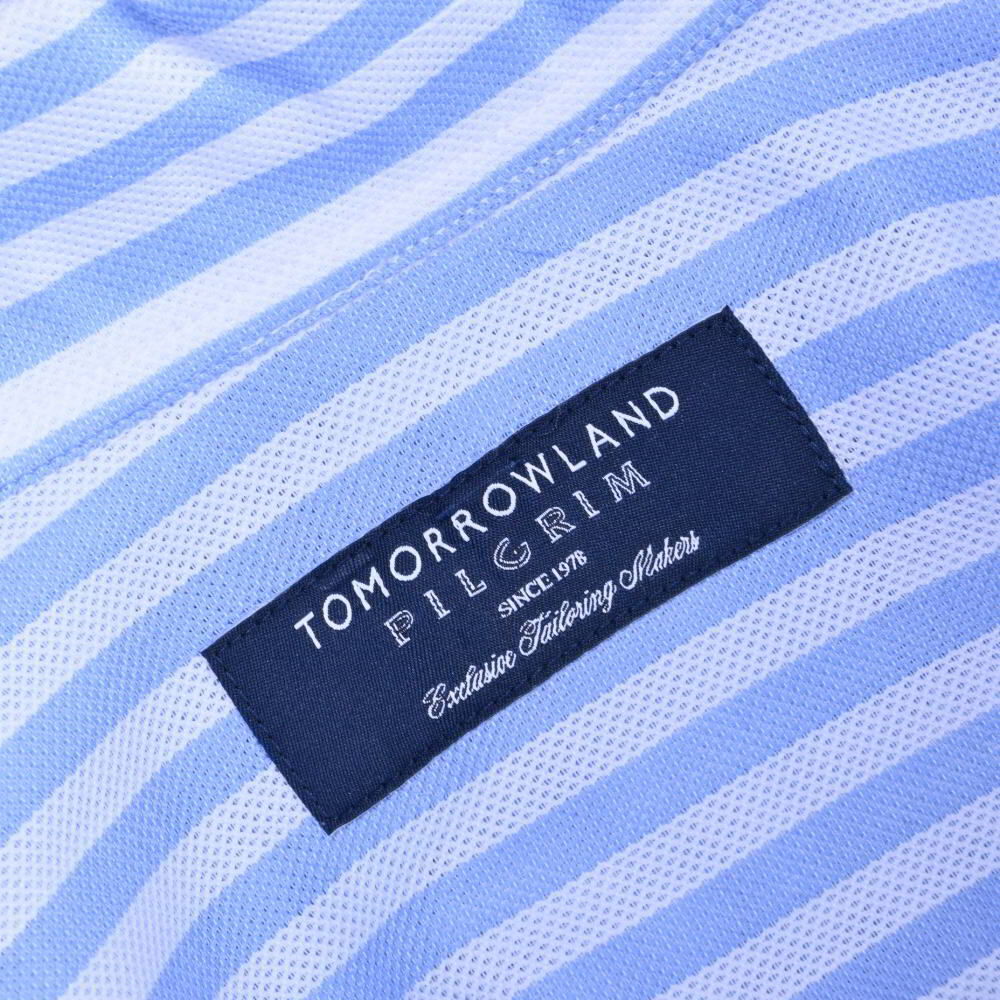 TOMORROWLAND
PILGRIM
SINCE 1978
Exclusive Tailoring Makers